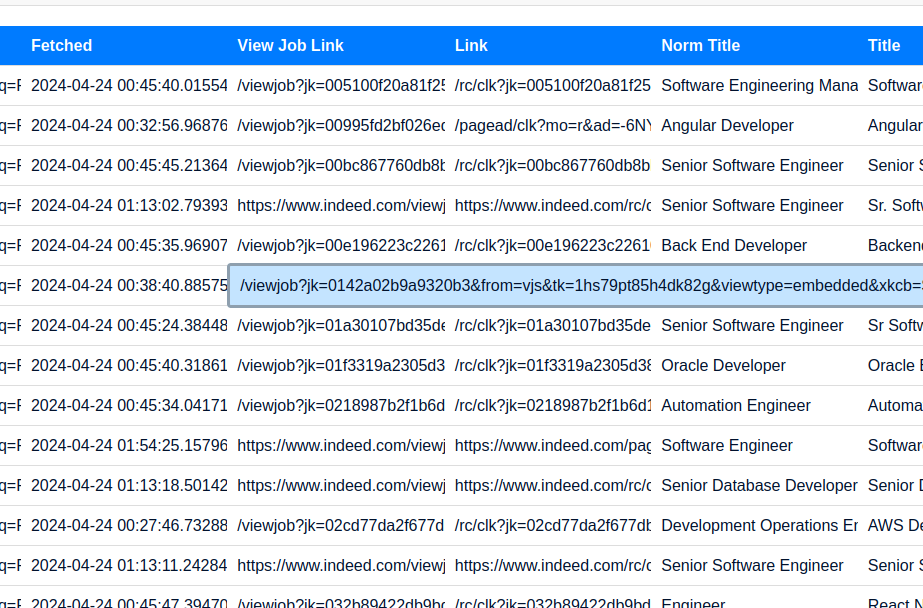 Fetched View Job Link Link Norm Title Title
q=F 2024-04-24 00:45:40.01554 /viewjob?jk=005100f20a81f25 /rc/clk?jk=005100f20a81f25 Software Engineering Mana Softwar
q=F 2024-04-24 00:32:56.96876 /viewjob?jk=00995fd2bf026ec /pagead/clk?mo=r&ad=-6NY Angular Developer Angular
q=F 2024-04-24 00:45:45.21364 /viewjob?jk=00bc867760db8b /rc/clk?jk=00bc867760db8b Senior Software Engineer Senior S
q=F 2024-04-24 01:13:02.79393 https://www.indeed.com/viewj https://www.indeed.com/rc/c Senior Software Engineer Sr. Soft
q=F 2024-04-24 00:45:35.96907 /viewjob?jk=00e196223c2261 /rc/clk?jk=00e196223c2261 Back End Developer Backend
q=F 2024-04-24 00:38:40.88575 /viewjob?jk=0142a02b9a9320b3&from=vjs&tk=1hs79pt85h4dk82g&viewtype=embedded&xkcb=
q=F 2024-04-24 00:45:24.38448 /viewjob?jk=01a30107bd35de /rc/clk?jk=01a30107bd35de Senior Software Engineer Sr Softw
q=F 2024-04-24 00:45:40.31861 /viewjob?jk=01f3319a2305d3 /rc/clk?jk=01f3319a2305d38 Oracle Developer Oracle E
q=F 2024-04-24 00:45:34.04171 /viewjob?jk=0218987b2f1b6d /rc/clk?jk=0218987b2f1b6d1 Automation Engineer Automa
q=F 2024-04-24 01:54:25.15796 https://www.indeed.com/viewj https://www.indeed.com/pag Software Engineer Softwar
q=F 2024-04-24 01:13:18.50142 https://www.indeed.com/viewj https://www.indeed.com/rc/c Senior Database Developer Senior D
q=F 2024-04-24 00:27:46.73288 /viewjob?jk=02cd77da2f677d /rc/clk?jk=02cd77da2f677db Development Operations En AWS De
q=F 2024-04-24 01:13:11.24284 https://www.indeed.com/viewj https://www.indeed.com/rc/c Senior Software Engineer Senior S
q=F 2024-04-24 00:45:47.39470 /viewjob?jk=032b89422db9bc /rc/clk?jk=032b89422db9bd Engineer React N